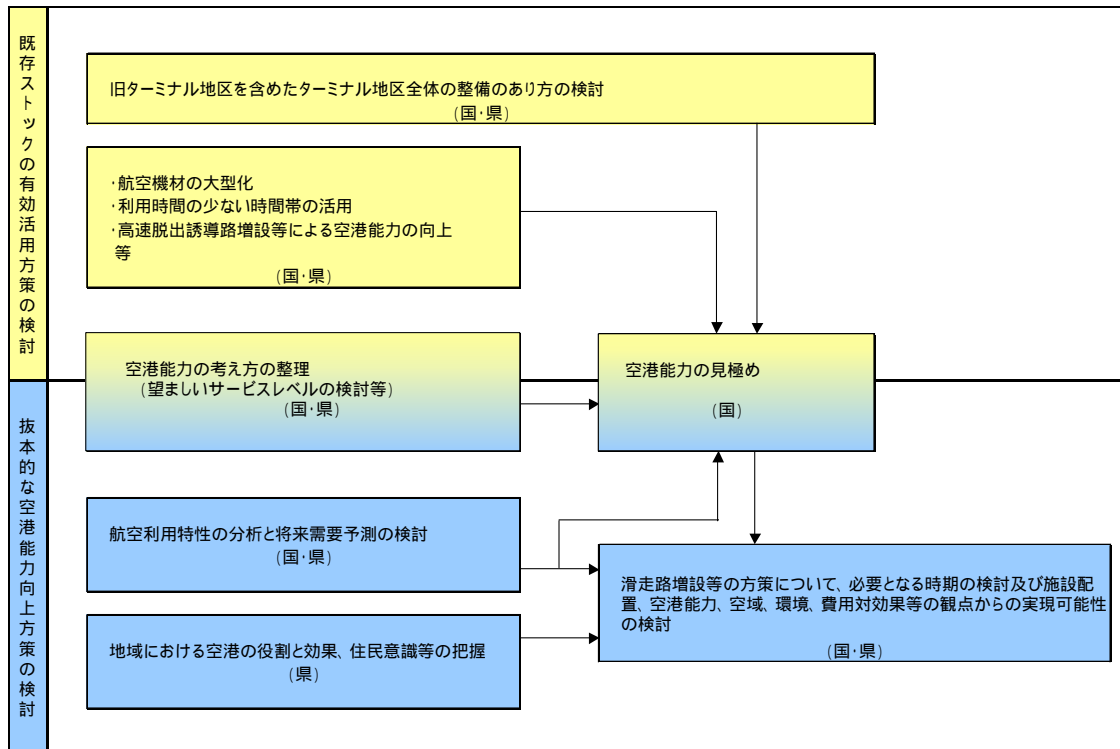 既存ストックの有効活用方策の検討
旧ターミナル地区を含めたターミナル地区全体の整備のあり方の検討
(国・県)
・航空機材の大型化
・利用時間の少ない時間帯の活用
・高速脱出誘導路増設等による空港能力の向上
等
(国・県)
空港能力の考え方の整理
(望ましいサービスレベルの検討等)
(国・県)
空港能力の見極め
(国)
抜本的な空港能力向上方策の検討
航空利用特性の分析と将来需要予測の検討
(国・県)
地域における空港の役割と効果、住民意識等の把握
(県)
滑走路増設等の方策について、必要となる時期の検討及び施設配
置、空港能力、空域、環境、費用対効果等の観点からの実現可能性
の検討
(国・県)